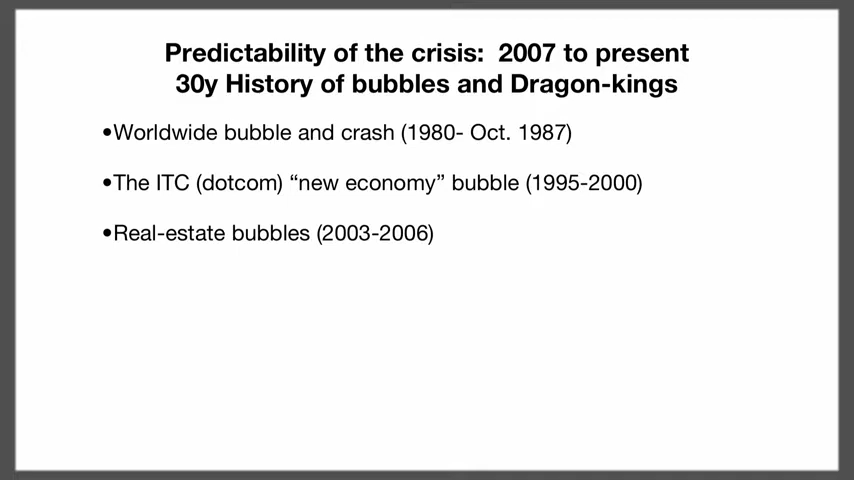 Predictability of the crisis:  2007 to present
30y History of bubbles and Dragon-kings
•Worldwide bubble and crash (1980- Oct. 1987)
•The ITC (dotcom) “new economy” bubble (1995-2000)
•Real-estate bubbles (2003-2006)